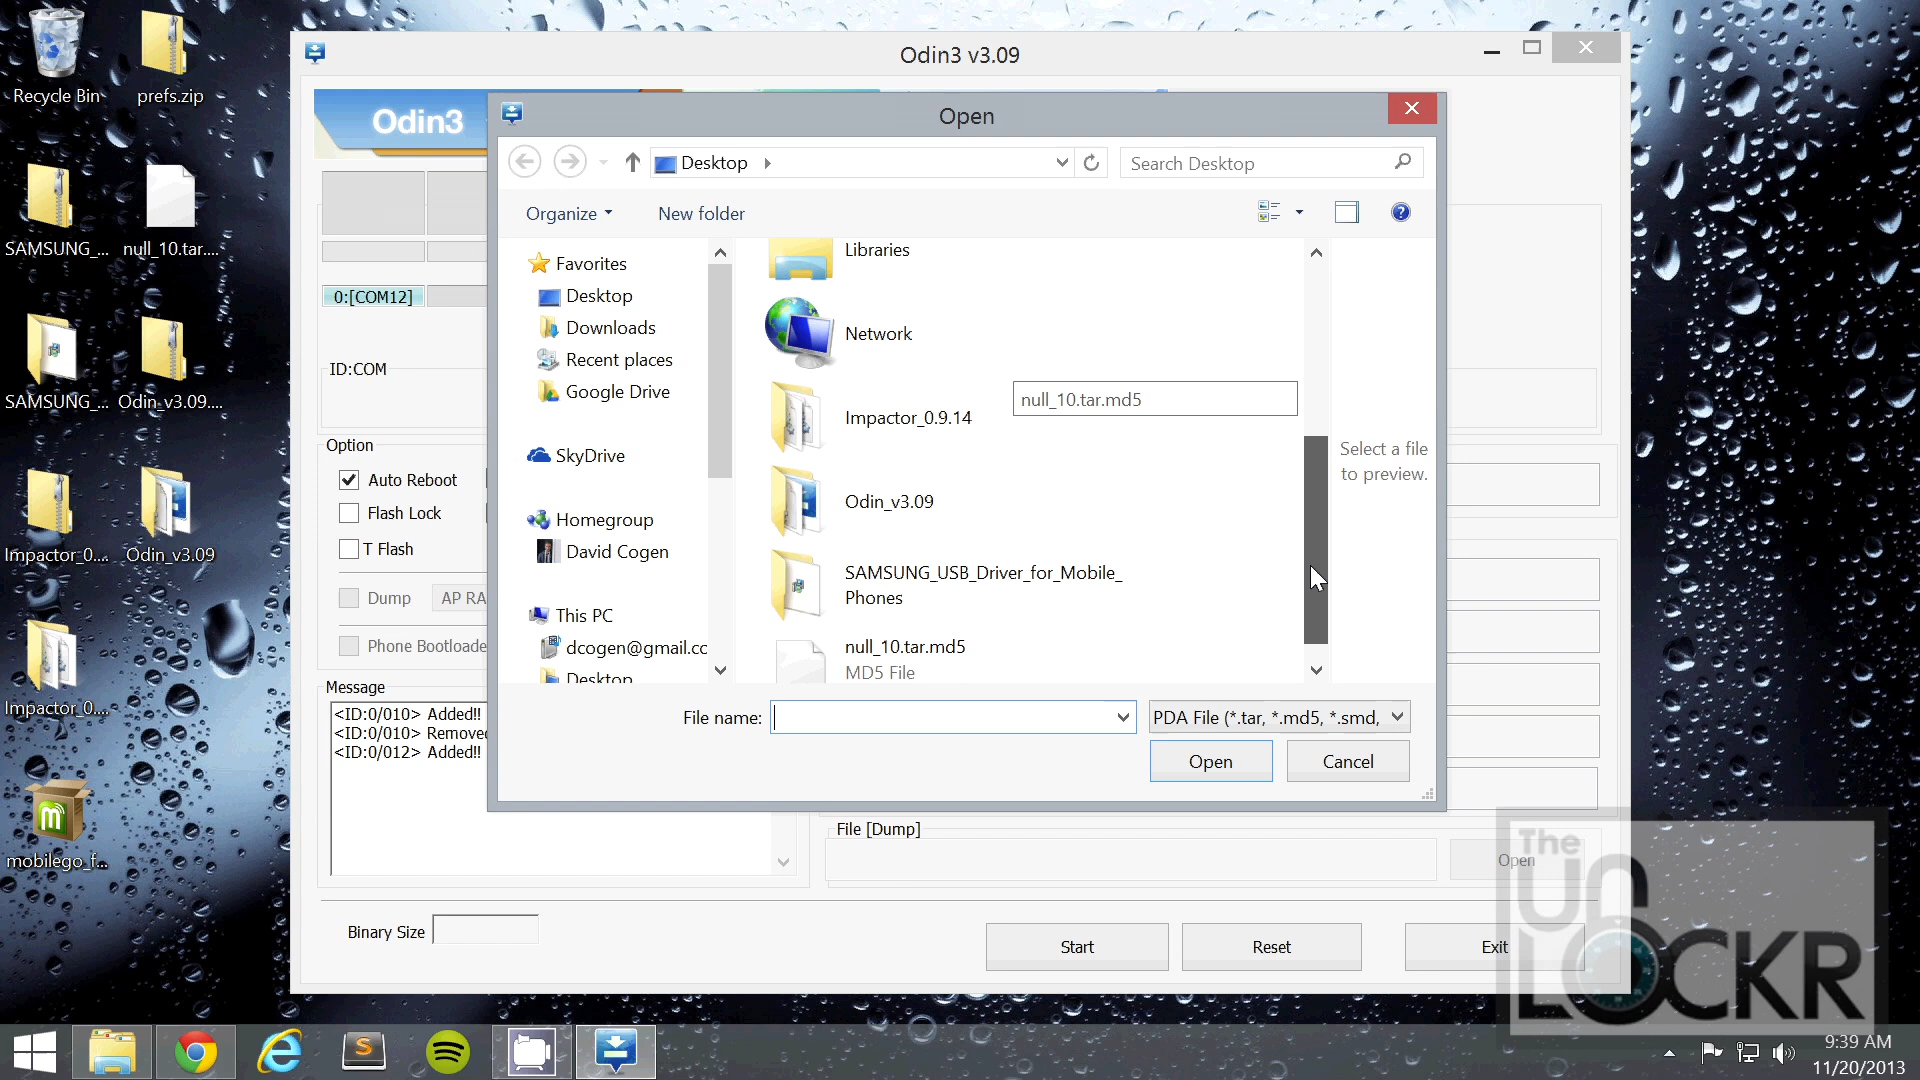 Recycle Bin
prefs.zip
SAMSUNG_...
null_10.tar....
SAMSUNG_...
Odin_v3.09....
Impactor_0....
Odin_v3.09
Impactor_0....
mobilego_f...
Odin3 v3.09
Odin3
0:[COM12]
ID:COM
Option
Auto Reboot
Flash Lock
T Flash
Dump
AP RA
Phone Bootloade
Message
<ID:0/010> Added!!
<ID:0/010> Removed
<ID:0/012> Added!!
Binary Size
Open
Desktop
Search Desktop
Organize
New folder
Favorites
Desktop
Downloads
Recent places
Google Drive
SkyDrive
Homegroup
David Cogen
This PC
dcogen@gmail.cc
Desktop
Libraries
Network
Impactor_0.9.14
null_10.tar.md5
Odin_v3.09
SAMSUNG_USB_Driver_for_Mobile_
Phones
null_10.tar.md5
MD5 File
Select a file
to preview.
File name:
PDA File (*.tar, *.md5, *.smd,
Open
Cancel
File [Dump]
Open
Start
Reset
Exit
The
UN
LOCKR
9:39 AM
11/20/2013